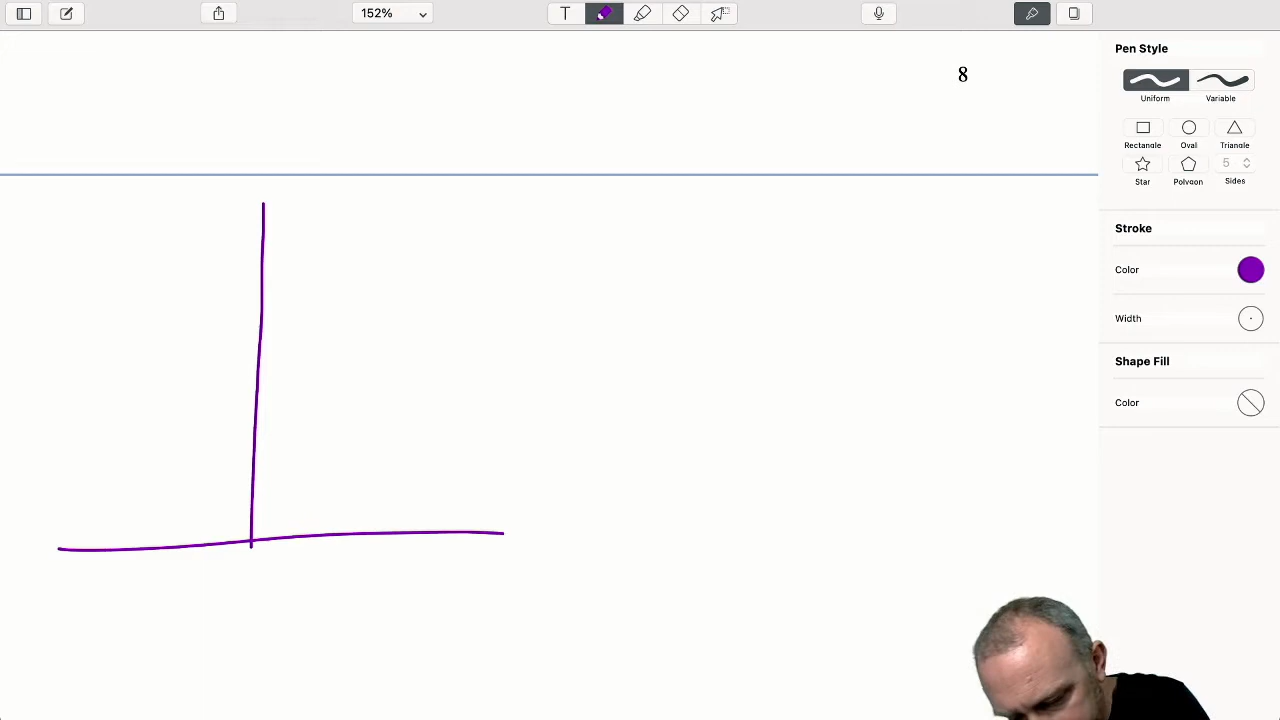 152%
T
8
Pen Style
Uniform Variable
Rectangle Oval Triangle
5
Star Polygon Sides
Stroke
Color
Width
Shape Fill
Color